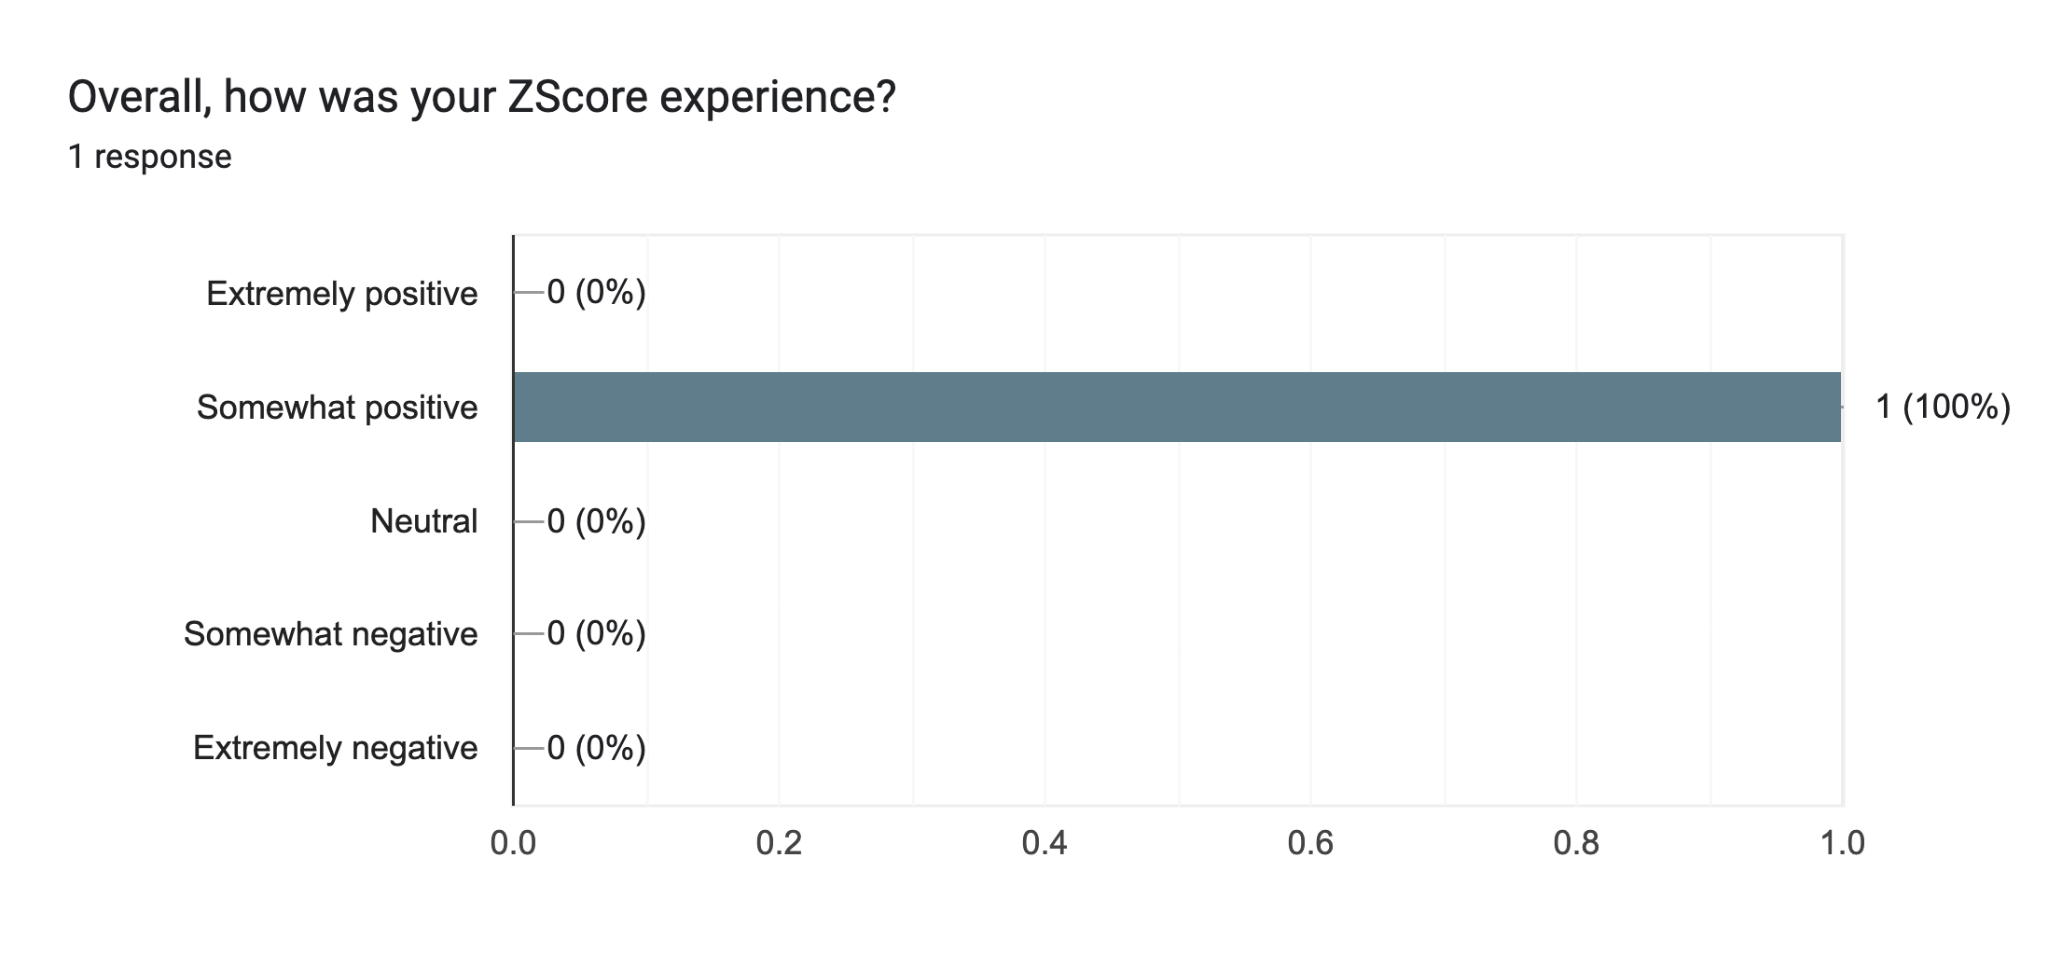 Overall, how was your ZScore experience?
1 response
Extremely positive 0 (0%)
Somewhat positive 1 (100%)
Neutral 0 (0%)
Somewhat negative 0 (0%)
Extremely negative 0 (0%)
0.0 0.2 0.4 0.6 0.8 1.0